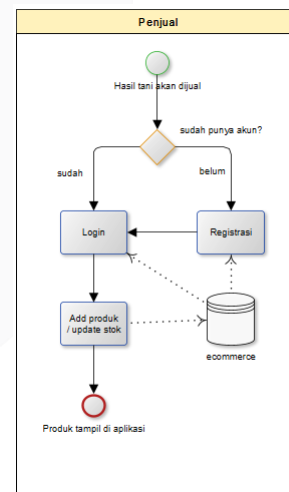 Penjual
Hasil tani akan dijual
sudah punya akun?
sudah
belum
Login
Registrasi
Add produk
/ update stok
ecommerce
Produk tampil di aplikasi